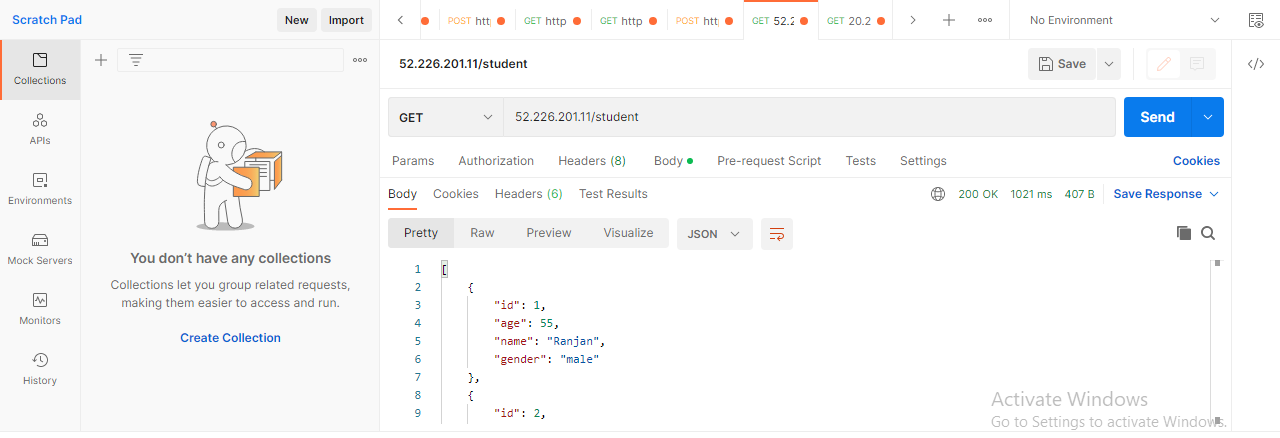 Scratch Pad New Import
POST htt GET http GET http POST htt GET 52.2 GET 20.2 No Environment
Collections
APIs
Environments
Mock Servers
Monitors
History
You don't have any collections
Collections let you group related requests,
making them easier to access and run.
Create Collection
52.226.201.11/student Save
GET 52.226.201.11/student Send
Params Authorization Headers (8) Body Pre-request Script Tests Settings Cookies
Body Cookies Headers (6) Test Results 200 OK 1021 ms 407 B Save Response
Pretty Raw Preview Visualize JSON
1 [
2 {
3 "id": 1,
4 "age": 55,
5 "name": "Ranjan",
6 "gender": "male"
7 },
8 {
9 "id": 2,
Activate Windows
Go to Settings to activate Windows.